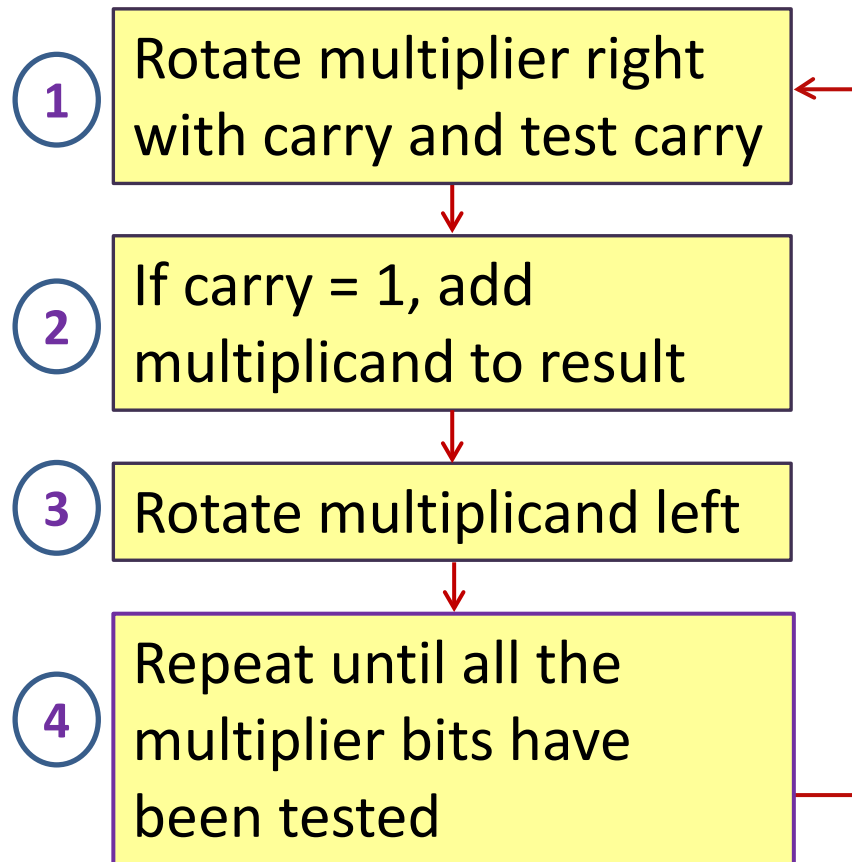 1
Rotate multiplier right
with carry and test carry
2
If carry = 1, add
multiplicand to result
3
Rotate multiplicand left
4
Repeat until all the
multiplier bits have
been tested